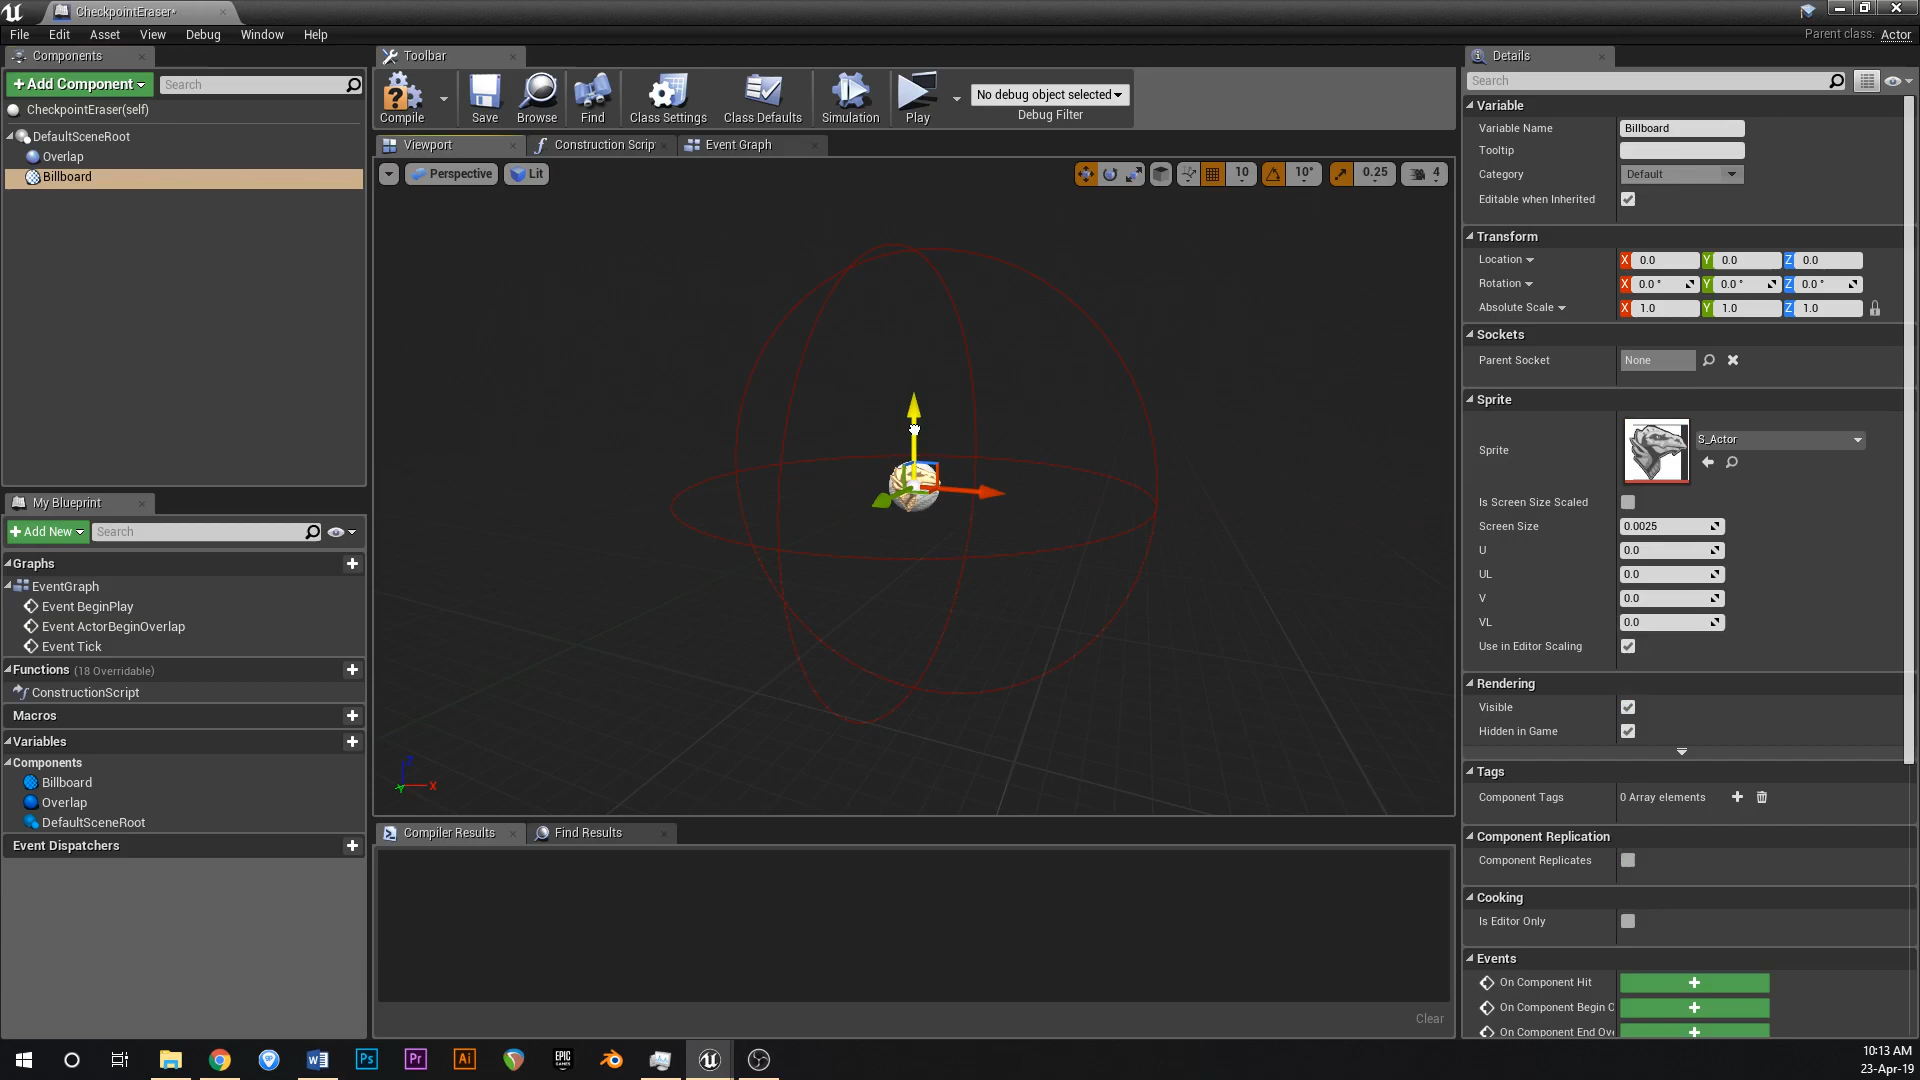 CheckpointEraser*
File Edit Asset View Debug Window Help
Parent class: Actor
Components
+ Add Component
Search
CheckpointEraser(self)
DefaultSceneRoot
Overlap
Billboard
My Blueprint
+ Add New
Search
Graphs
EventGraph
Event BeginPlay
Event ActorBeginOverlap
Event Tick
Functions (18 Overridable)
ConstructionScript
Macros
Variables
Components
Billboard
Overlap
DefaultSceneRoot
Event Dispatchers
Toolbar
Compile
Save
Browse
Find
Class Settings
Class Defaults
Simulation
Play
No debug object selected
Debug Filter
Viewport
Construction Scrip
Event Graph
Perspective
Lit
10
10°
0.25
4
Z
X
Y
Compiler Results
Find Results
Clear
Details
Search
Variable
Variable Name Billboard
Tooltip
Category Default
Editable when Inherited
Transform
Location X 0.0 Y 0.0 Z 0.0
Rotation X 0.0 ° Y 0.0 ° Z 0.0 °
Absolute Scale X 1.0 Y 1.0 Z 1.0
Sockets
Parent Socket None
Sprite
Sprite S_Actor
Is Screen Size Scaled
Screen Size 0.0025
U 0.0
UL 0.0
V 0.0
VL 0.0
Use in Editor Scaling
Rendering
Visible
Hidden in Game
Tags
Component Tags 0 Array elements
Component Replication
Component Replicates
Cooking
Is Editor Only
Events
On Component Hit
On Component Begin O
On Component End Ove
Ps Pr Ai
EPIC GAMES
10:13 AM
23-Apr-19